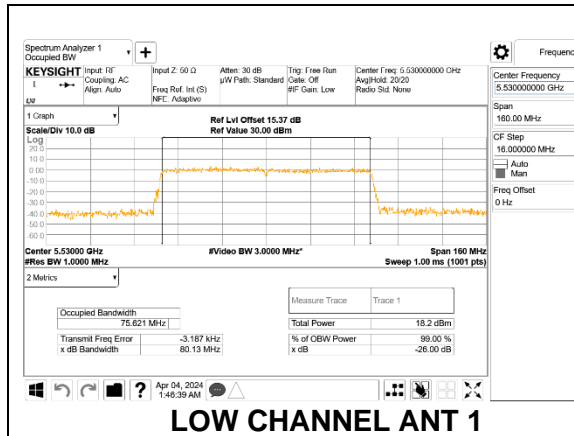 Spectrum Analyzer 1
Occupied BW
+
Frequenc
KEYSIGHT
Input: RF
Coupling: AC
Align: Auto
Input Z: 50 Ω
Freq Ref: Int (S)
NFE: Adaptive
Atten: 30 dB
µW Path: Standard
Trig: Free Run
Gate: Off
#IF Gain: Low
Center Freq: 5.530000000 GHz
Avg|Hold: 20/20
Radio Std: None
Center Frequency
5.530000000 GHz
Span
160.00 MHz
CF Step
16.000000 MHz
Auto
Man
Freq Offset
0 Hz
1 Graph
Scale/Div 10.0 dB
Ref Lvl Offset 15.37 dB
Ref Value 30.00 dBm
Log
20.0
10.0
0.00
-10.0
-20.0
-30.0
-40.0
-50.0
-60.0
Center 5.53000 GHz
#Video BW 3.0000 MHz*
Span 160 MHz
#Res BW 1.0000 MHz
Sweep 1.00 ms (1001 pts)
2 Metrics
Measure Trace
Trace 1
Occupied Bandwidth
75.621 MHz
Total Power
18.2 dBm
Transmit Freq Error
-3.187 kHz
% of OBW Power
99.00 %
x dB Bandwidth
80.13 MHz
x dB
-26.00 dB
?
Apr 04, 2024
1:46:39 AM
LOW CHANNEL ANT 1